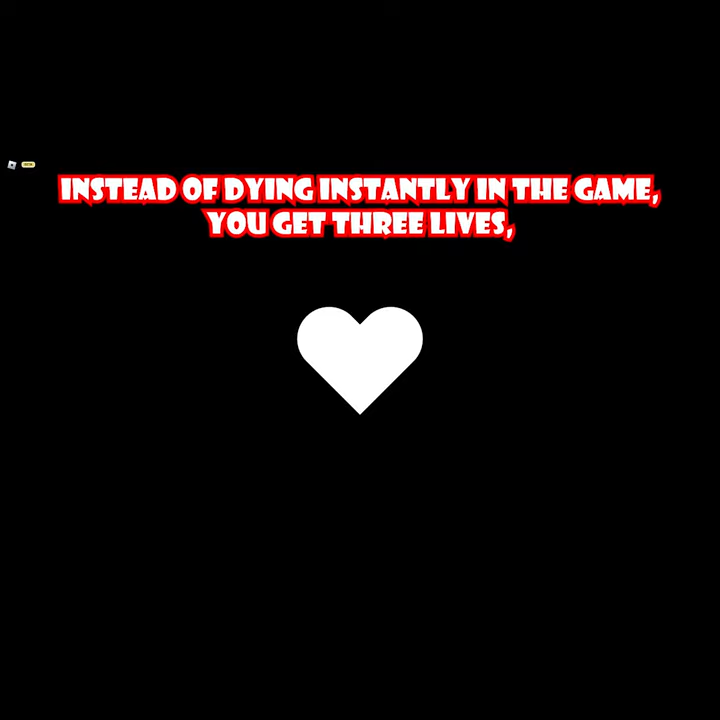 INSTEAD OF DYING INSTANTLY IN THE GAME,
YOU GET THREE LIVES,